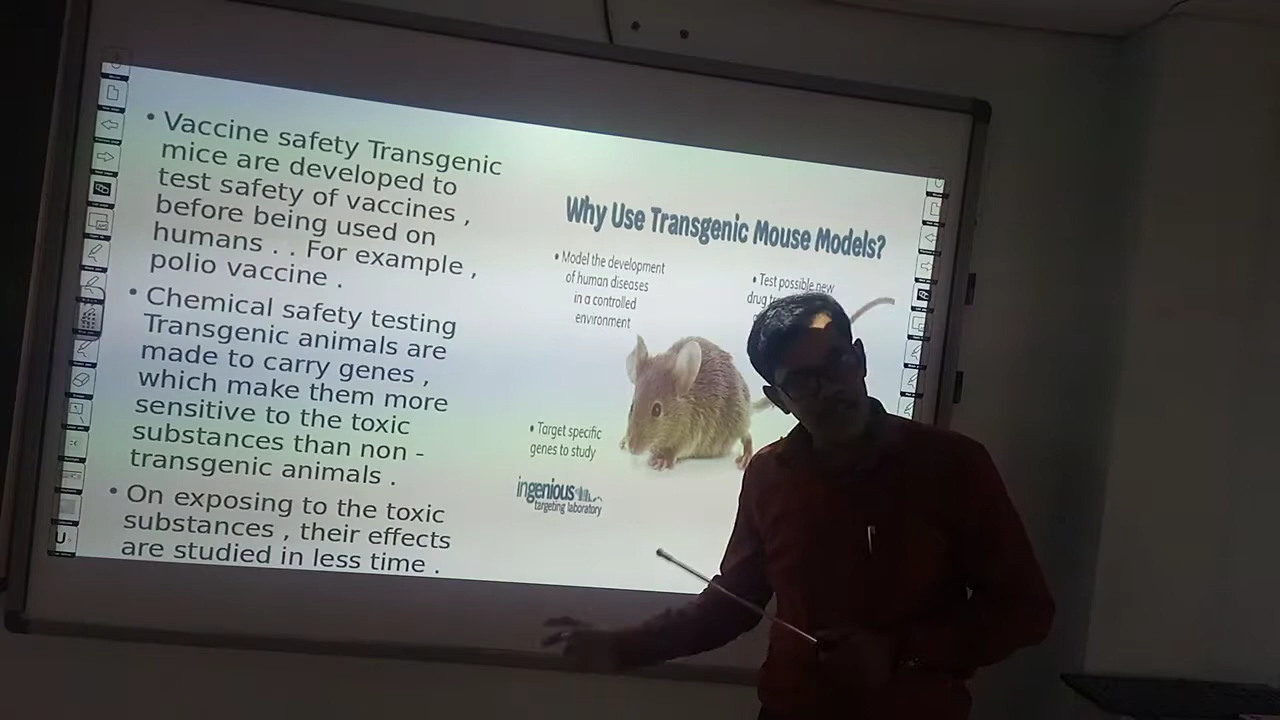 • Vaccine safety Transgenic
mice are developed to
test safety of vaccines ,
before being used on
humans . . For example ,
polio vaccine .
• Chemical safety testing
Transgenic animals are
made to carry genes ,
which make them more
sensitive to the toxic
substances than non -
transgenic animals .
• On exposing to the toxic
substances , their effects
are studied in less time .
Why Use Transgenic Mouse Models?
• Model the development
of human diseases
in a controlled
environment
• Test possible new
drug
• Target specific
genes to study
ingenious
targeting laboratory